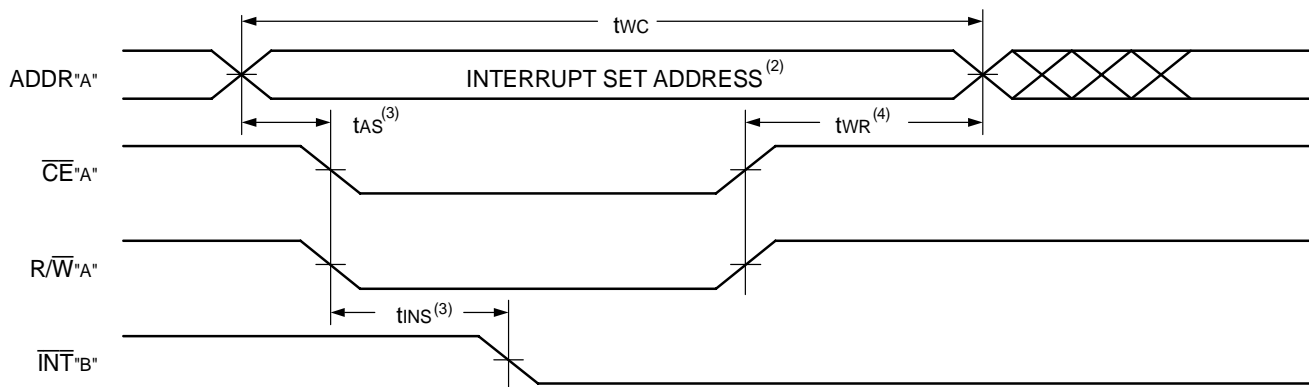 tWC
ADDR"A" INTERRUPT SET ADDRESS(2)
tAS(3) tWR(4)
CE"A"
R/W"A"
tINS(3)
INT"B"